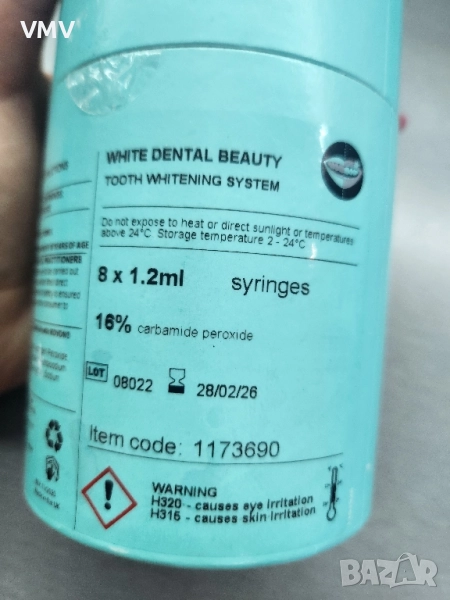 VMV
WHITE DENTAL BEAUTY
TOOTH WHITENING SYSTEM
Do not expose to heat or direct sunlight or temperatures
above 24°C. Storage temperature 2 - 24°C
8 x 1.2ml syringes
16% carbamide peroxide
LOT 08022 28/02/26
Item code: 1173690
WARNING
H320 - causes eye irritation
H315 - causes skin irritation
BAZAR